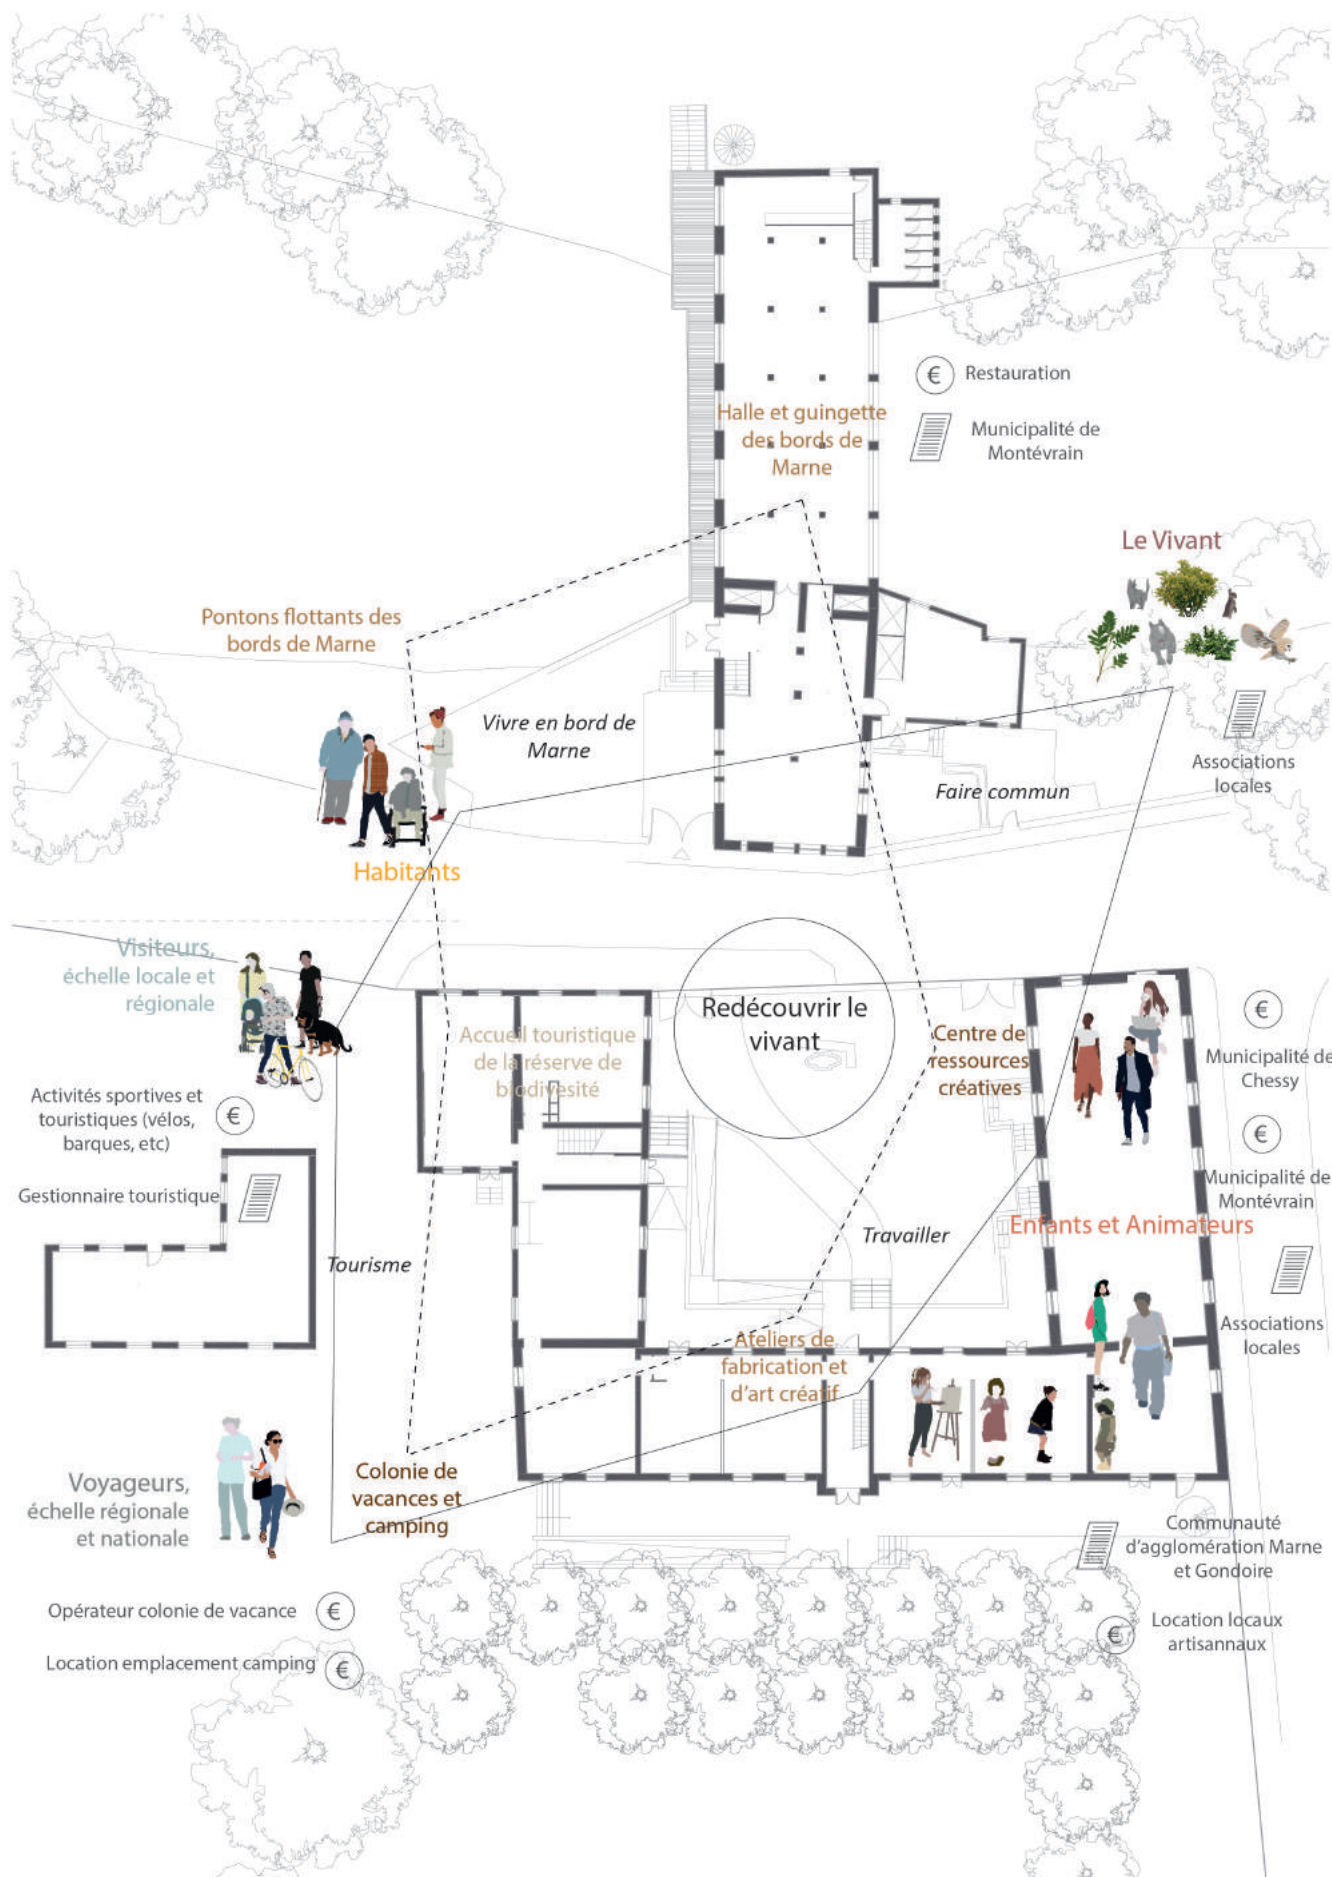 € Restauration
Halle et guingette
des bords de
Marne
Municipalité de
Montévrain
Le Vivant
Pontons flottants des
bords de Marne
Vivre en bord de
Marne
Associations
locales
Faire commun
Habitants
Visiteurs,
échelle locale et
régionale
Redécouvrir le
vivant
Accueil touristique
de la réserve de
biodivesité
Centre de
ressources
créatives
€
Municipalité de
Chessy
Activités sportives et
touristiques (vélos,
barques, etc)
€
€
Municipalité de
Montévrain
Gestionnaire touristique
Enfants et Animateurs
Travailler
Tourisme
Associations
locales
Ateliers de
fabrication et
d'art créatif
Colonie de
vacances et
camping
Voyageurs,
échelle régionale
et nationale
Communauté
d'agglomération Marne
et Gondoire
Opérateur colonie de vacance €
Location emplacement camping €
€ Location locaux
artisannaux